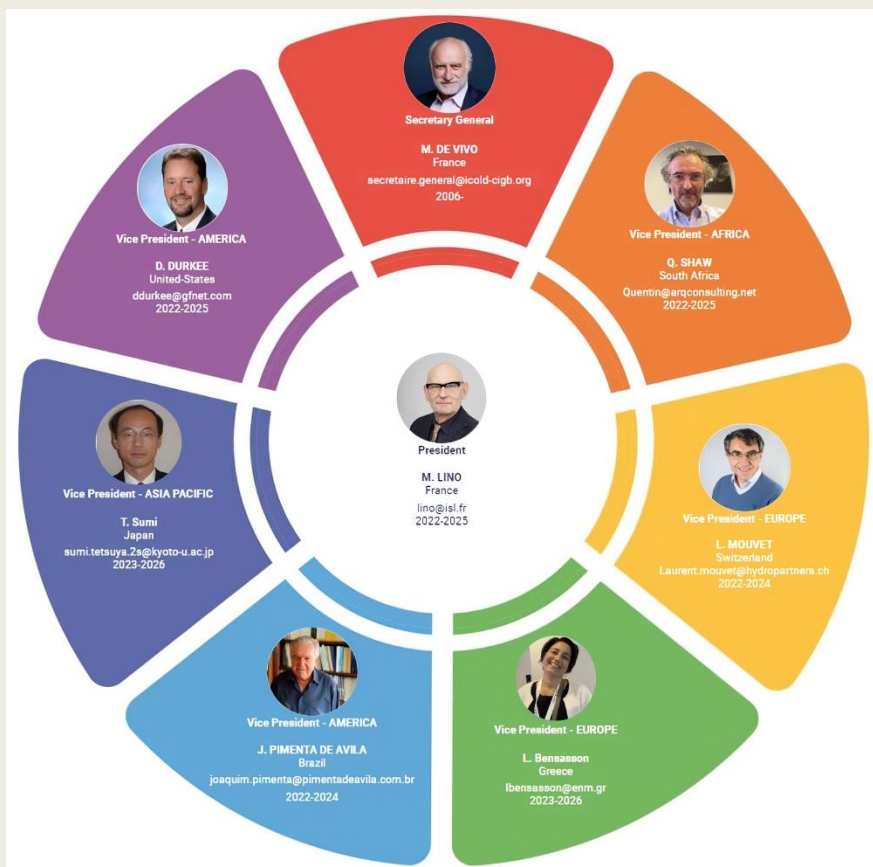 Secretary General
M. DE VIVO
France
secretaire.general@icold-cigb.org
2006-
Vice President - AFRICA
Q. SHAW
South Africa
Quentin@arqconsulting.net
2022-2025
Vice President - EUROPE
L. MOUVET
Switzerland
Laurent.mouvet@hydropartners.ch
2022-2024
Vice President - EUROPE
L. Bensasson
Greece
lbensasson@enm.gr
2023-2026
Vice President - AMERICA
J. PIMENTA DE AVILA
Brazil
joaquim.pimenta@pimentadeavila.com.br
2022-2024
Vice President - ASIA PACIFIC
T. Sumi
Japan
sumi.tetsuya.2s@kyoto-u.ac.jp
2023-2026
Vice President - AMERICA
D. DURKEE
United-States
ddurkee@gfnet.com
2022-2025
President
M. LINO
France
lino@isl.fr
2022-2025